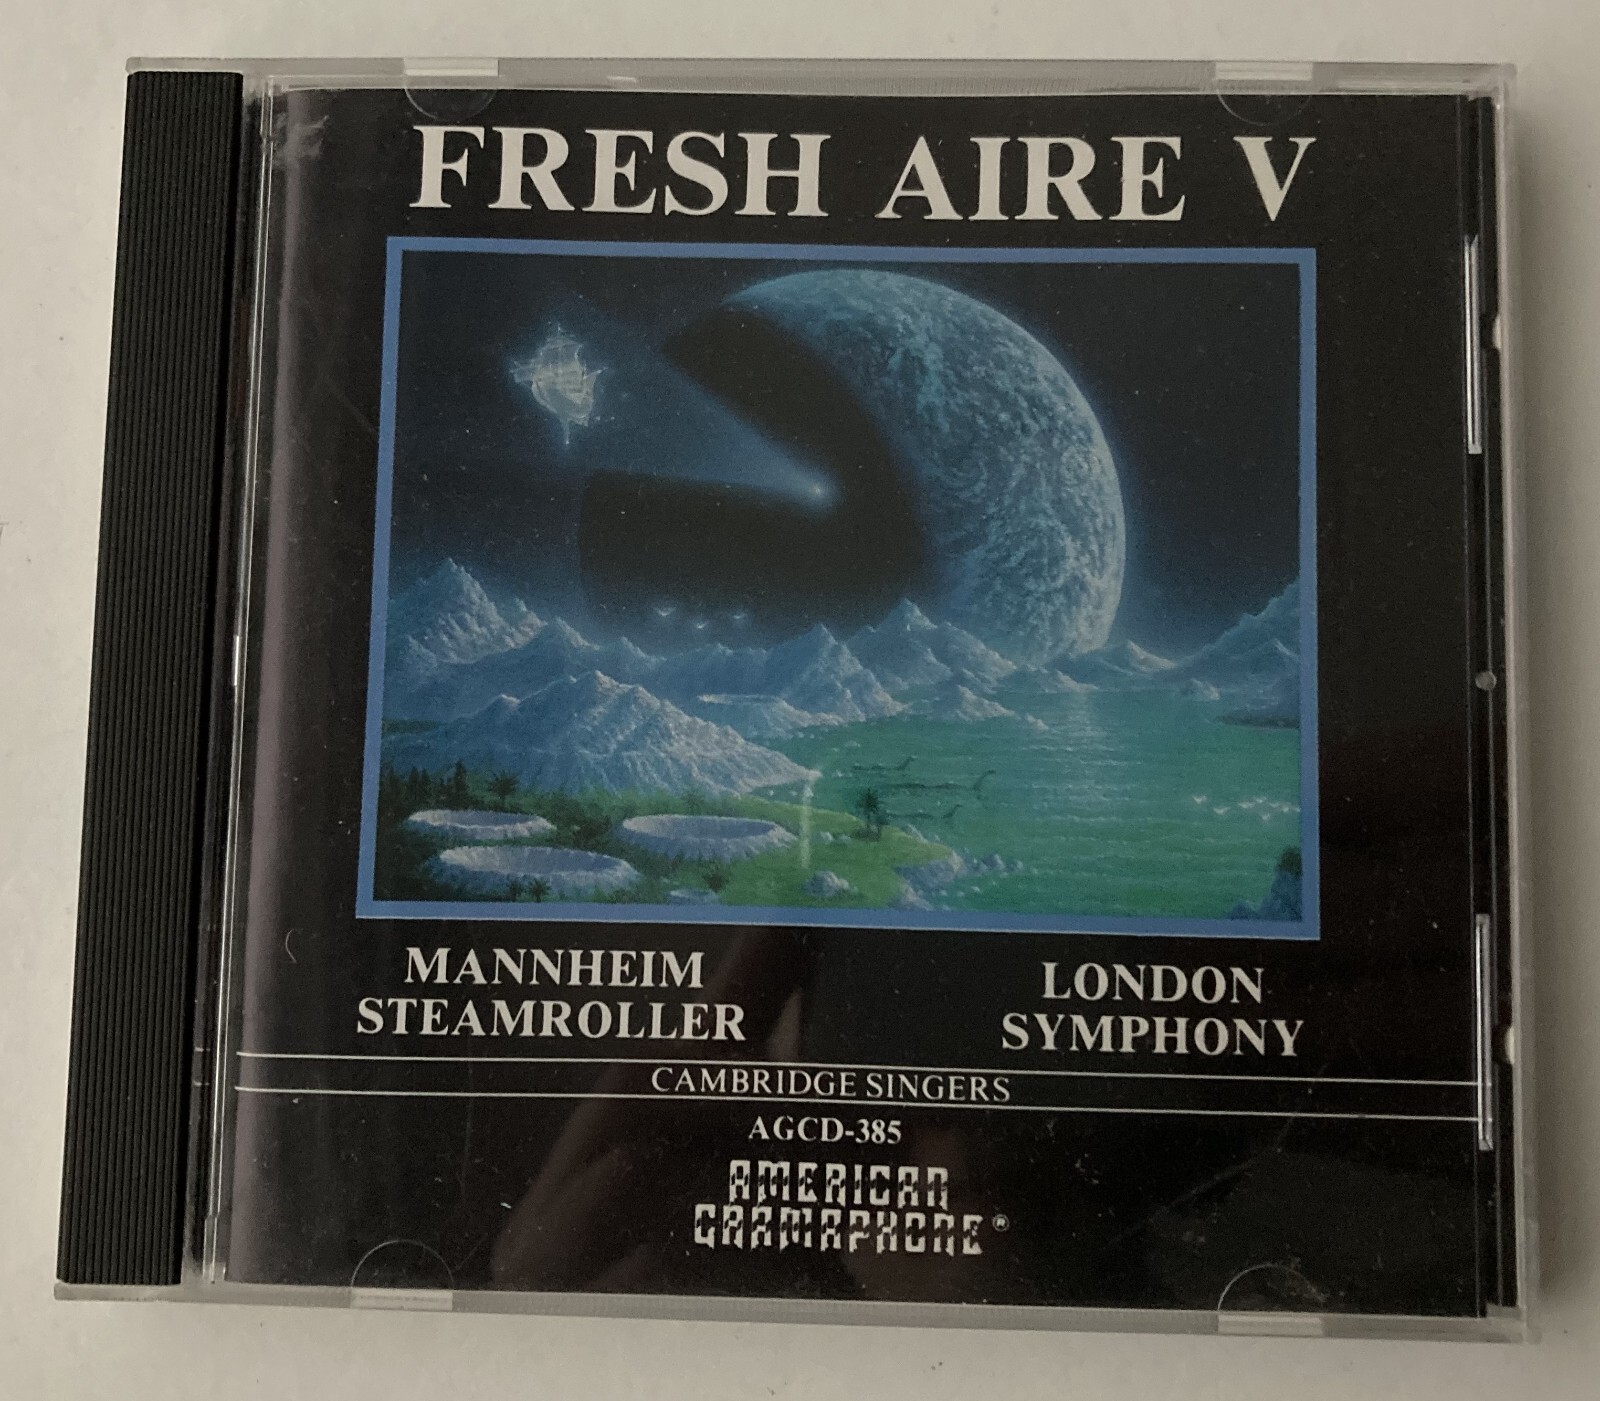 FRESH AIRE V
MANNHEIM
STEAMROLLER
LONDON
SYMPHONY
CAMBRIDGE SINGERS
AGCD-385
AMERICAN
GRAMAPHONE®